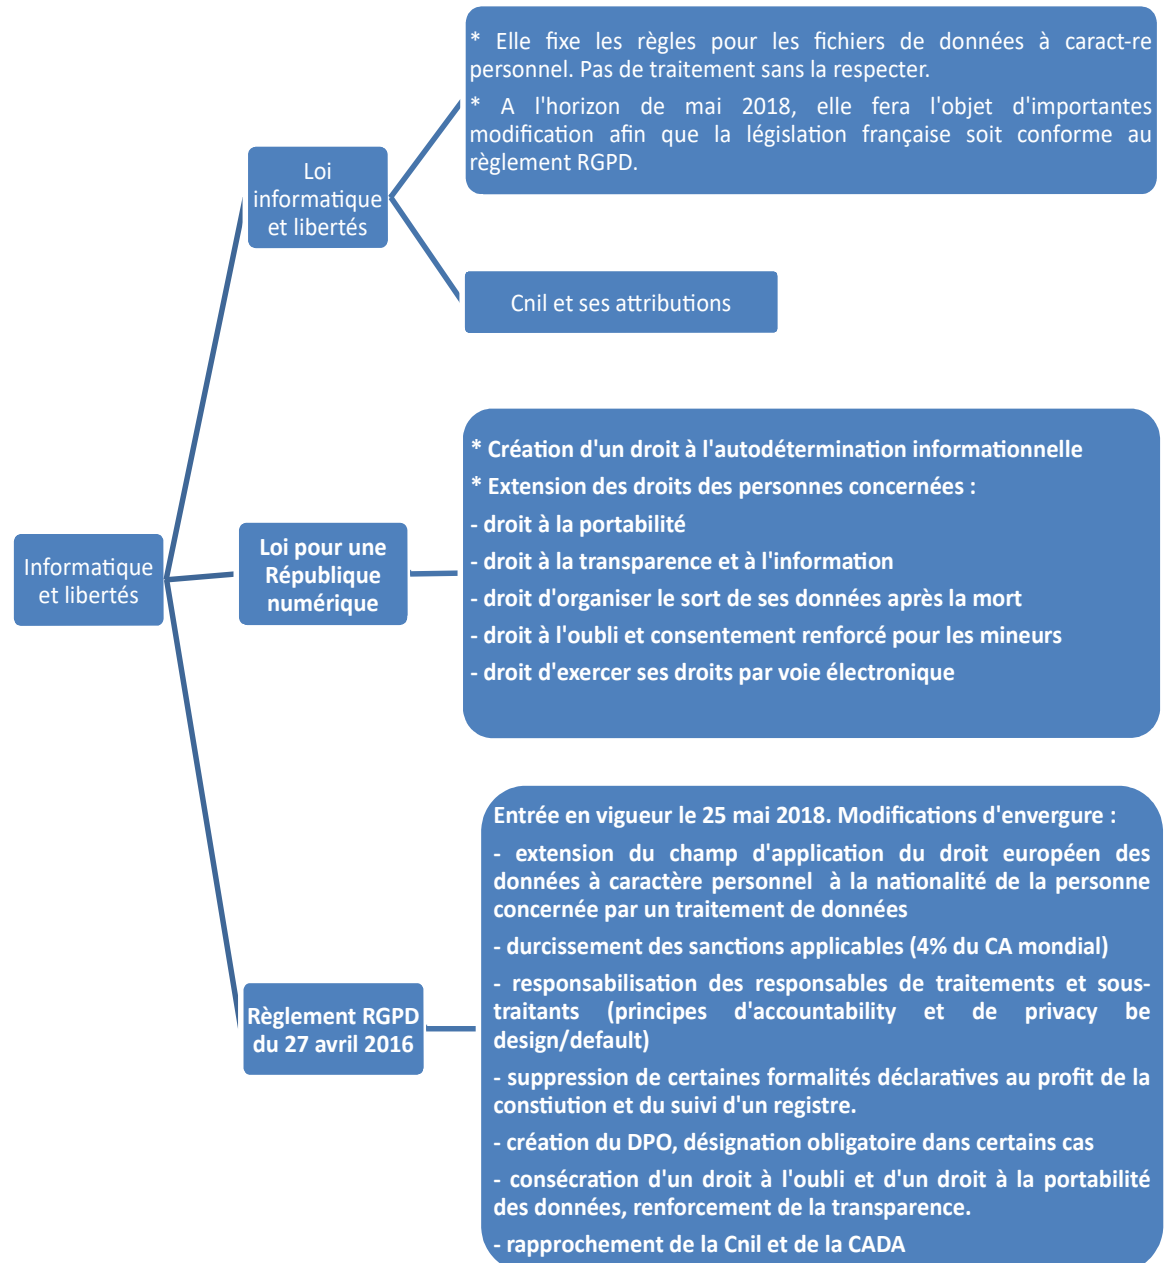 * Elle fixe les règles pour les fichiers de données à caract-re
personnel. Pas de traitement sans la respecter.
* A l'horizon de mai 2018, elle fera l'objet d'importantes
modification afin que la législation française soit conforme au
règlement RGPD.
Loi
informatique
et libertés
Cnil et ses attributions
Informatique
et libertés
Loi pour une
République
numérique
* Création d'un droit à l'autodétermination informationnelle
* Extension des droits des personnes concernées :
- droit à la portabilité
- droit à la transparence et à l'information
- droit d'organiser le sort de ses données après la mort
- droit à l'oubli et consentement renforcé pour les mineurs
- droit d'exercer ses droits par voie électronique
Règlement RGPD
du 27 avril 2016
Entrée en vigueur le 25 mai 2018. Modifications d'envergure :
- extension du champ d'application du droit européen des
données à caractère personnel à la nationalité de la personne
concernée par un traitement de données
- durcissement des sanctions applicables (4% du CA mondial)
- responsabilisation des responsables de traitements et sous-
traitants (principes d'accountability et de privacy be
design/default)
- suppression de certaines formalités déclaratives au profit de la
constiution et du suivi d'un registre.
- création du DPO, désignation obligatoire dans certains cas
- consécration d'un droit à l'oubli et d'un droit à la portabilité
des données, renforcement de la transparence.
- rapprochement de la Cnil et de la CADA